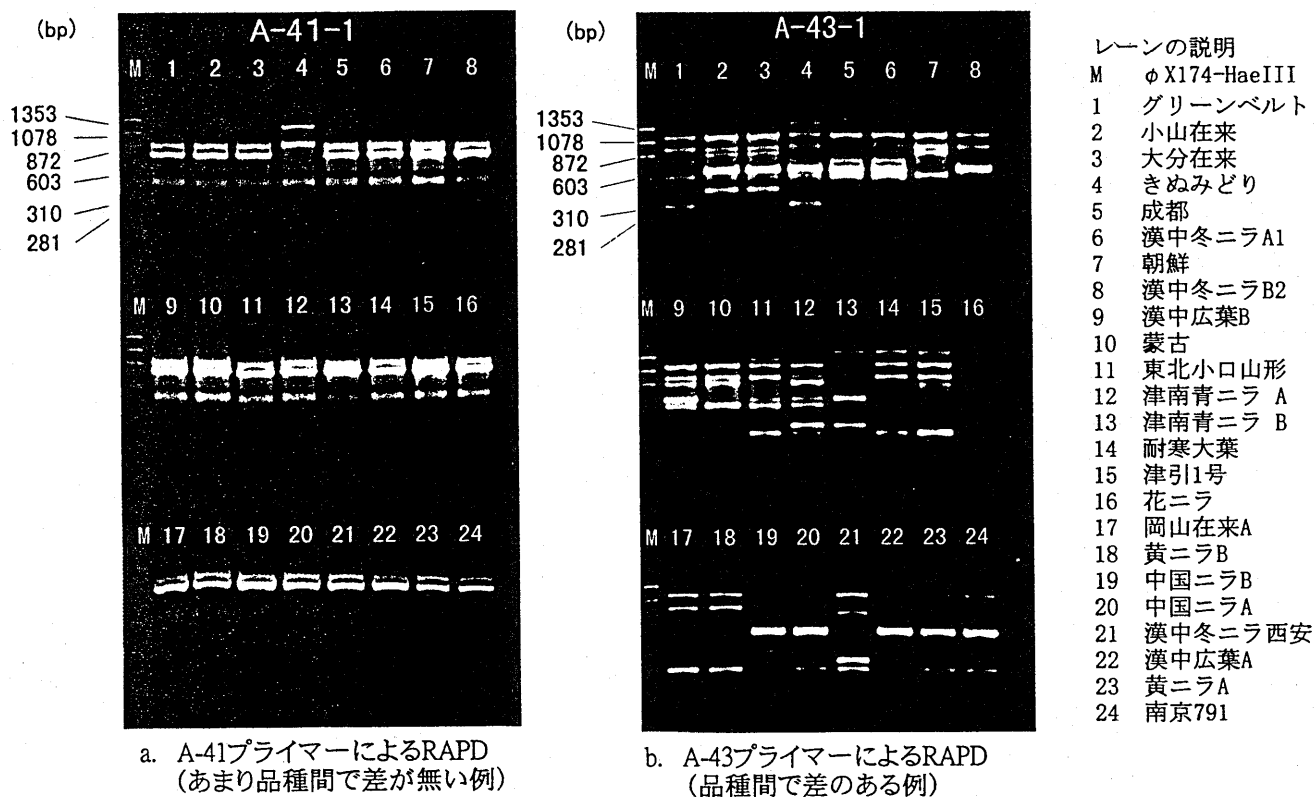 (bp)
A-41-1
M 1 2 3 4 5 6 7 8
1353
1078
872
603
310
281
M 9 10 11 12 13 14 15 16
M 17 18 19 20 21 22 23 24
a. A-41プライマーによるRAPD
(あまり品種間で差が無い例)
(bp)
A-43-1
M 1 2 3 4 5 6 7 8
1353
1078
872
603
310
281
M 9 10 11 12 13 14 15 16
M 17 18 19 20 21 22 23 24
b. A-43プライマーによるRAPD
(品種間で差のある例)
レーンの説明
M φX174-HaeIII
1 グリーンベルト
2 小山在来
3 大分在来
4 きぬみどり
5 成都
6 漢中冬ニラA1
7 朝鮮
8 漢中冬ニラB2
9 漢中広葉B
10 蒙古
11 東北小口山形
12 津南青ニラ A
13 津南青ニラ B
14 耐寒大葉
15 津引1号
16 花ニラ
17 岡山在来A
18 黄ニラB
19 中国ニラB
20 中国ニラA
21 漢中冬ニラ西安
22 漢中広葉A
23 黄ニラA
24 南京791